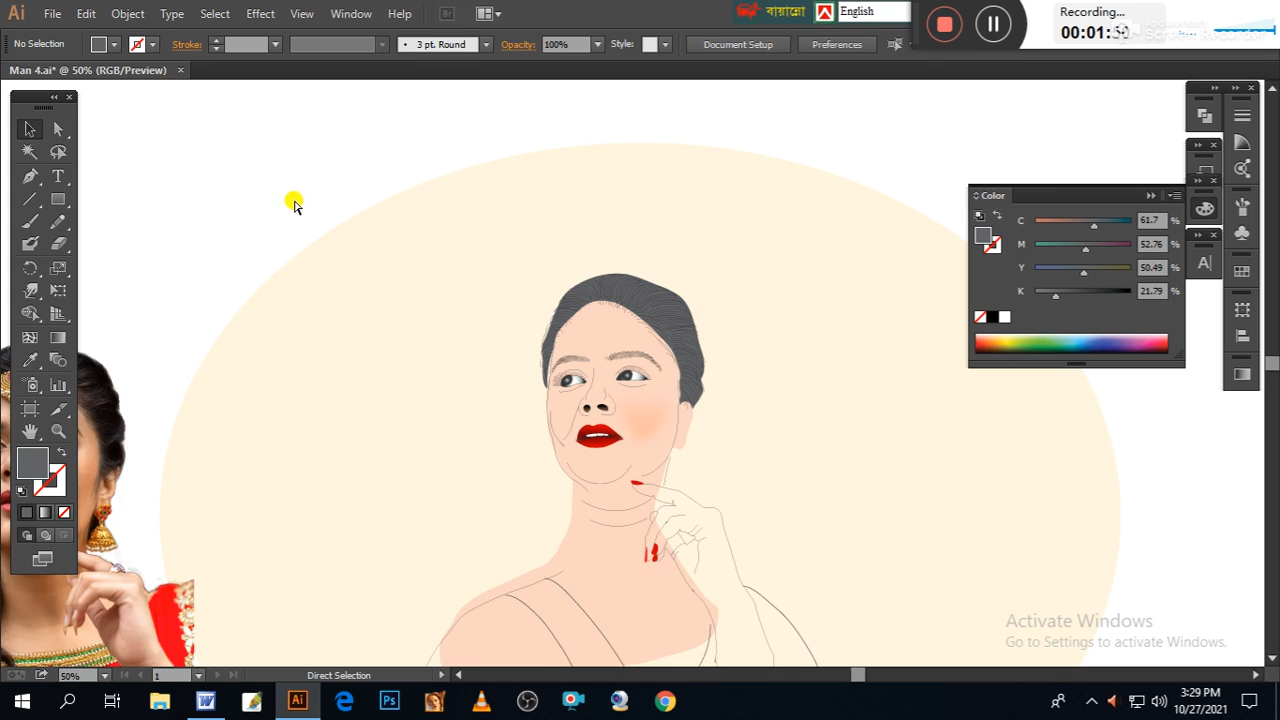 Ai File Edit Object Type Select Effect View Window Help Br
বায়ান্নো English
Recording...
No Selection Stroke: 3 pt. Round Opacity: 100% Style: Document Setup Preferences
Man 4.ai* @ 50% (RGB/Preview)
Color
C 61.7 %
M 52.76 %
Y 50.49 %
K 21.79 %
T
A
Activate Windows
Go to Settings to activate Windows.
50% 1 Direct Selection
W Ai Ps
3:29 PM
10/27/2021